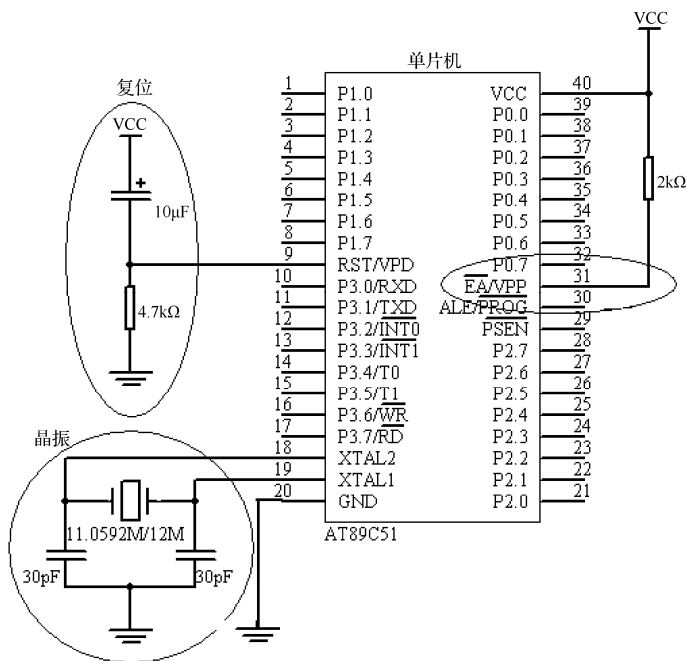 VCC
单片机
复位
VCC
10μF
4.7kΩ
2kΩ
1 P1.0 VCC 40
2 P1.1 P0.0 39
3 P1.2 P0.1 38
4 P1.3 P0.2 37
5 P1.4 P0.3 36
6 P1.5 P0.4 35
7 P1.6 P0.5 34
8 P1.7 P0.6 33
9 RST/VPD P0.7 32
10 P3.0/RXD E̅A̅/VPP 31
11 P3.1/TXD ALE/P̅R̅O̅G̅ 30
12 P3.2/I̅N̅T̅0̅ P̅S̅E̅N̅ 29
13 P3.3/I̅N̅T̅1̅ P2.7 28
14 P3.4/T0 P2.6 27
15 P3.5/T1 P2.5 26
16 P3.6/W̅R̅ P2.4 25
17 P3.7/R̅D̅ P2.3 24
18 XTAL2 P2.2 23
19 XTAL1 P2.1 22
20 GND P2.0 21
AT89C51
晶振
11.0592M/12M
30pF
30pF